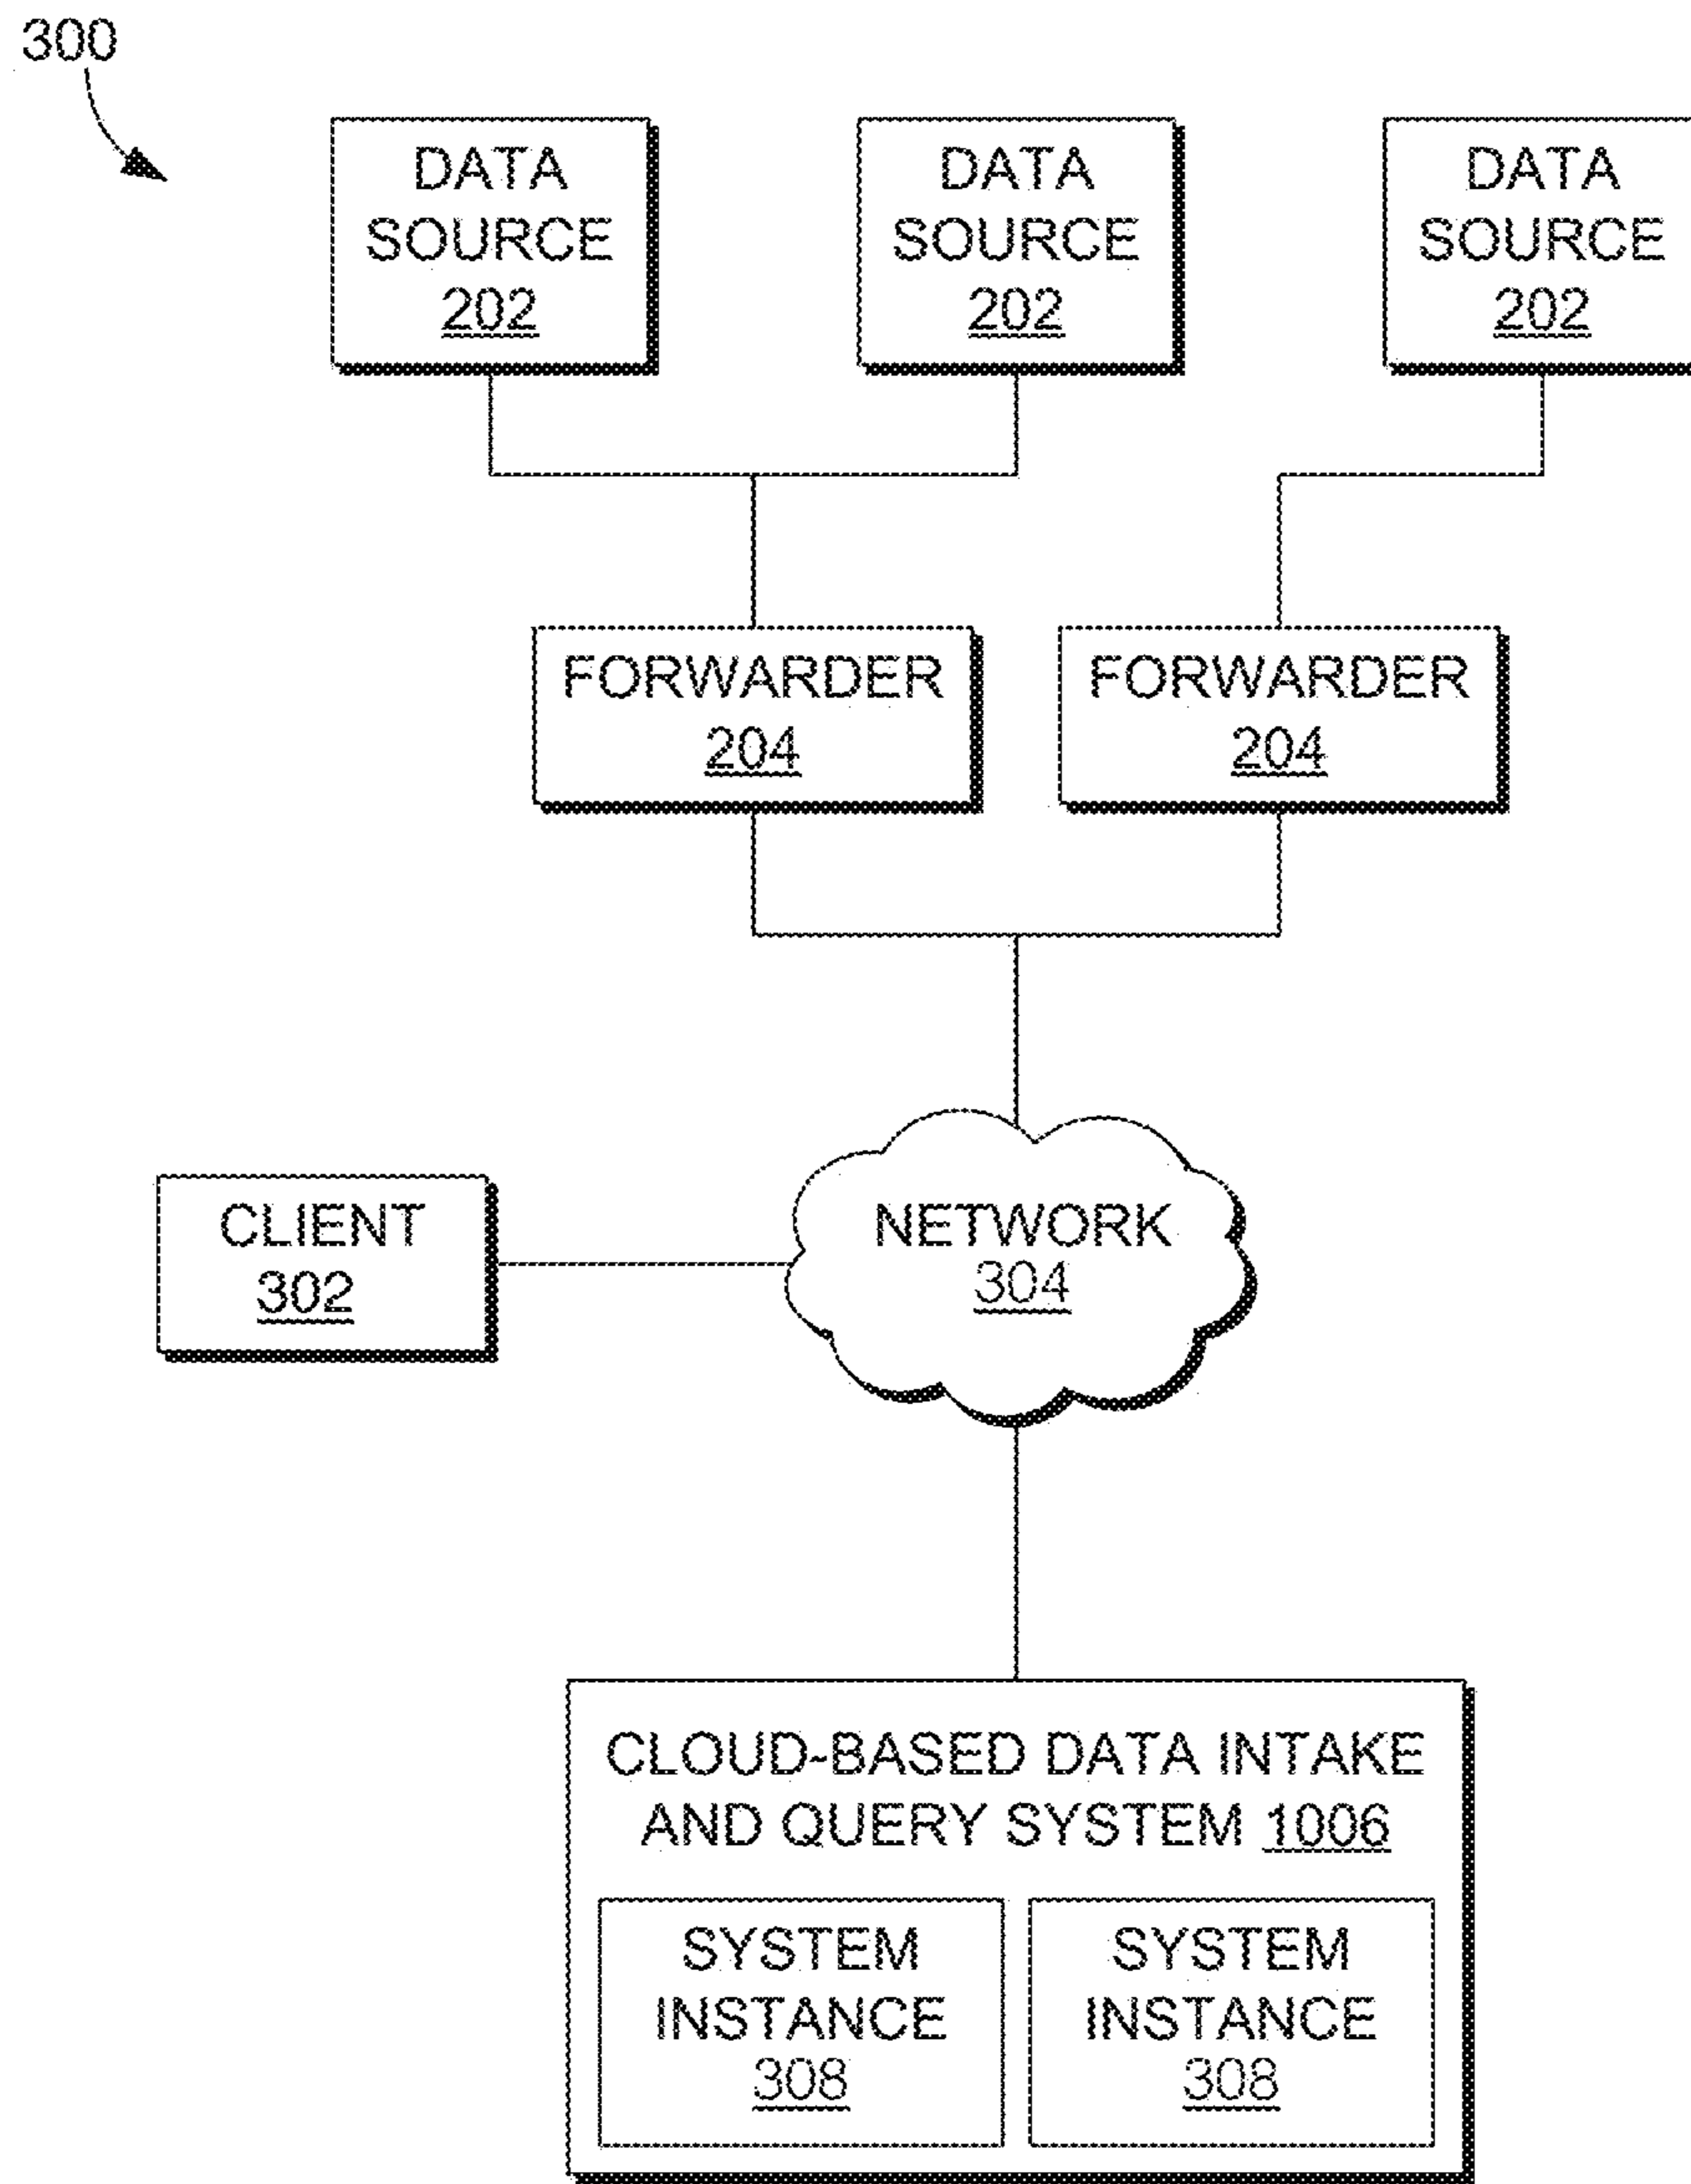 300
DATA
SOURCE
202
DATA
SOURCE
202
DATA
SOURCE
202
FORWARDER
204
FORWARDER
204
CLIENT
302
NETWORK
304
CLOUD-BASED DATA INTAKE
AND QUERY SYSTEM 1006
SYSTEM
INSTANCE
308
SYSTEM
INSTANCE
308